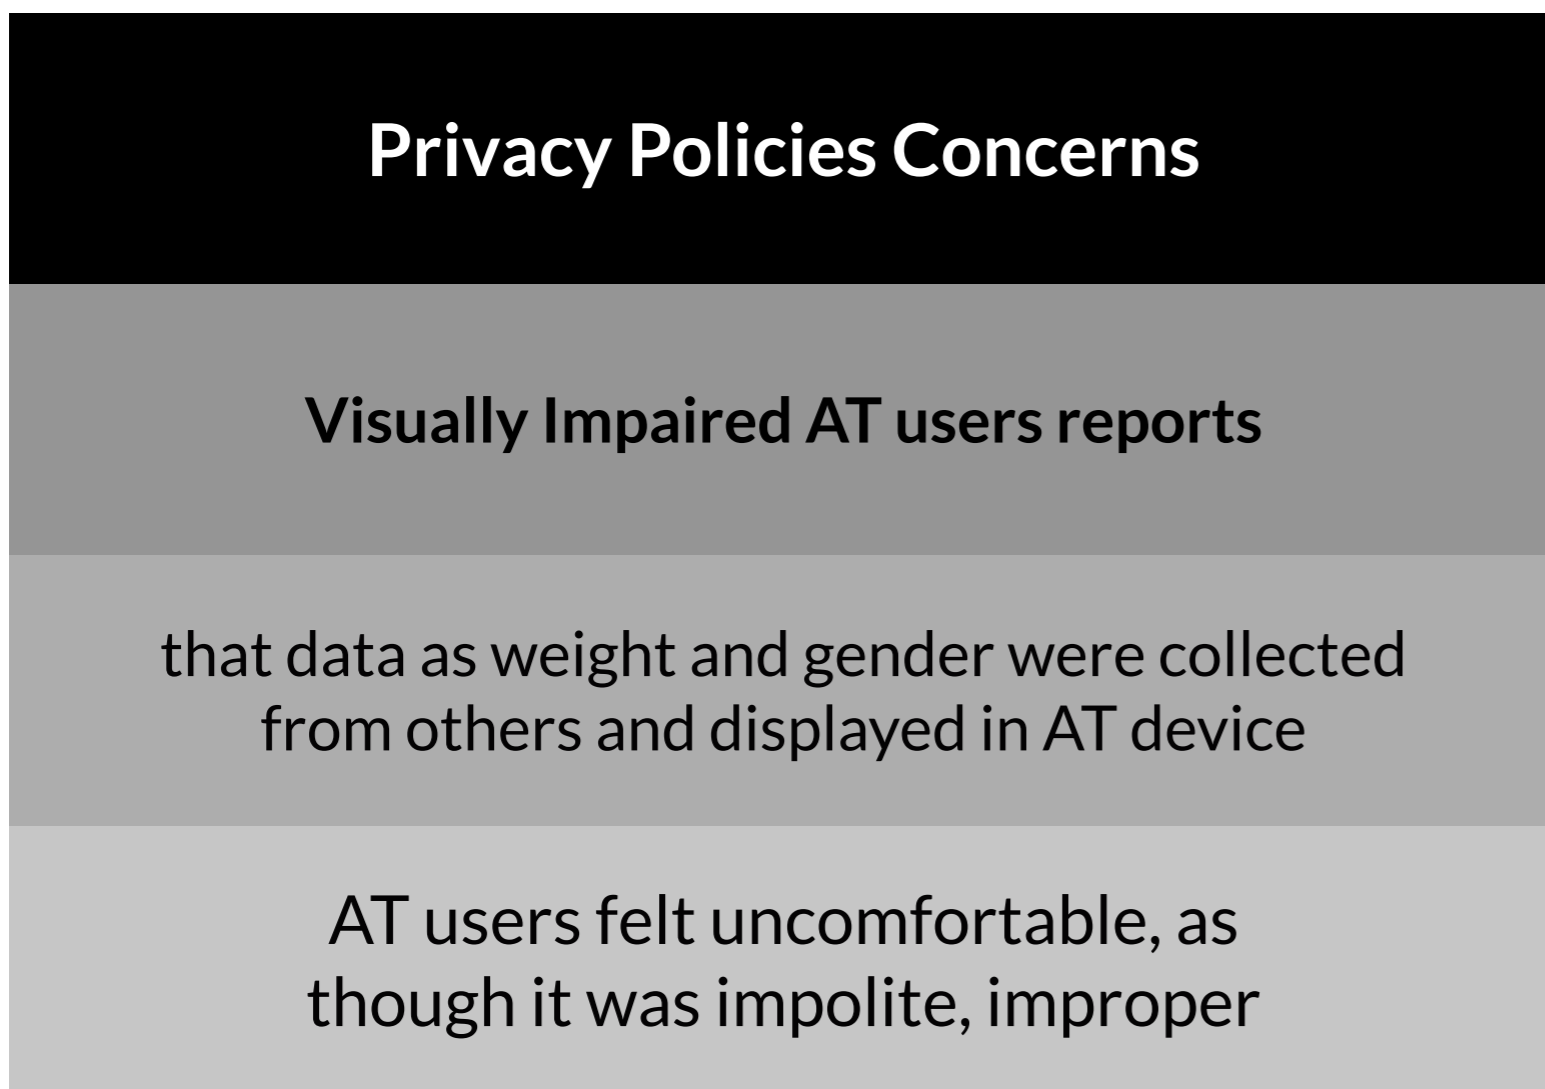 Privacy Policies Concerns
Visually Impaired AT users reports
that data as weight and gender were collected
from others and displayed in AT device
AT users felt uncomfortable, as
though it was impolite, improper